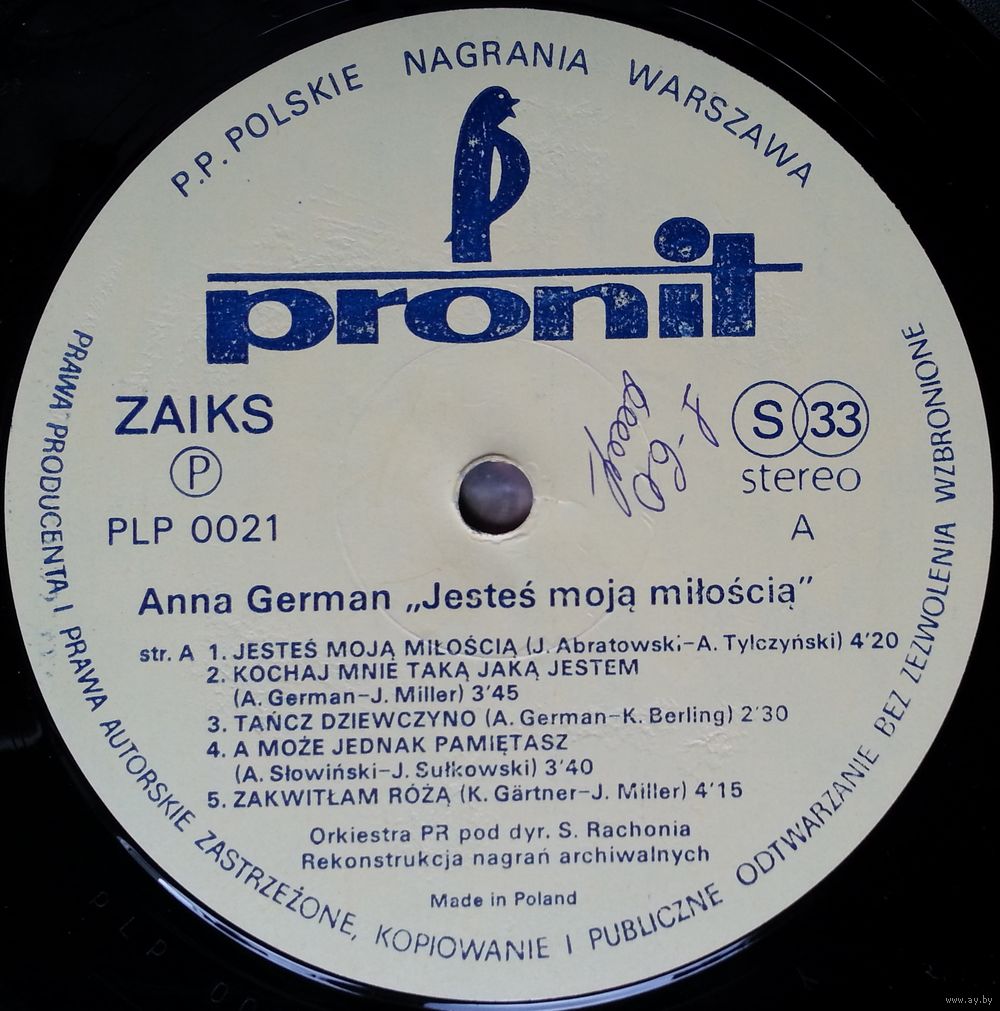 P.P. POLSKIE NAGRANIA WARSZAWA
pronit
ZAIKS
P
PLP 0021
S 33
stereo
A
Anna German „Jesteś moją miłością”
str. A 1. JESTEŚ MOJĄ MIŁOŚCIĄ (J. Abratowski-A. Tylczyński) 4'20
2. KOCHAJ MNIE TAKĄ JAKĄ JESTEM
(A. German-J. Miller) 3'45
3. TAŃCZ DZIEWCZYNO (A. German-K. Berling) 2'30
4. A MOŻE JEDNAK PAMIĘTASZ
(A. Słowiński-J. Sułkowski) 3'40
5. ZAKWITŁAM RÓŻĄ (K. Gärtner-J. Miller) 4'15
Orkiestra PR pod dyr. S. Rachonia
Rekonstrukcja nagrań archiwalnych
Made in Poland
PRAWA PRODUCENTA I PRAWA AUTORSKIE ZASTRZEŻONE, KOPIOWANIE I PUBLICZNE ODTWARZANIE BEZ ZEZWOLENIA WZBRONIONE
www.ay.by